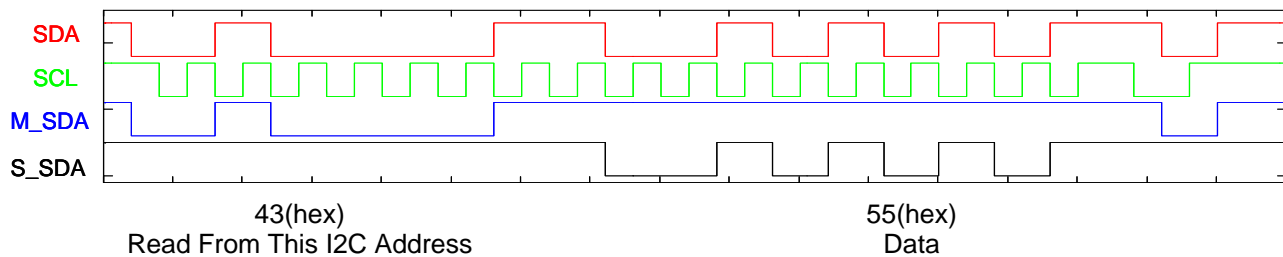 SDA
SCL
M_SDA
S_SDA
43(hex)
Read From This I2C Address
55(hex)
Data